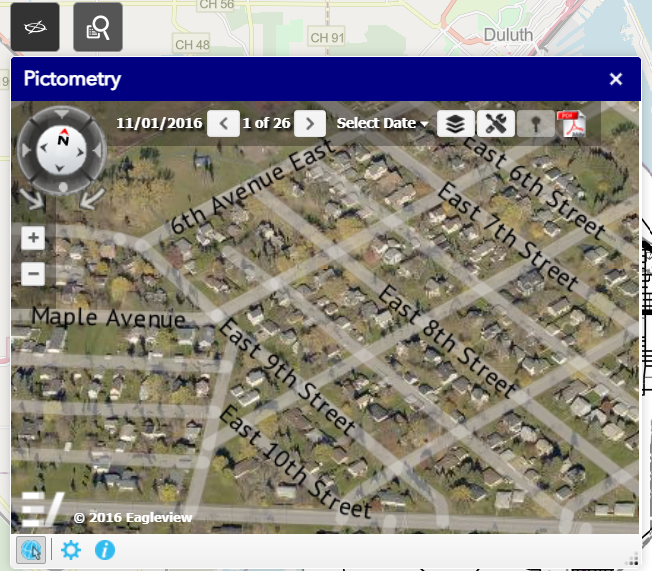 CH 56
CH 48
CH 91
Duluth
Pictometry
11/01/2016 1 of 26 Select Date
PDF
N
6th Avenue East
East 6th Street
East 7th Street
Maple Avenue
East 8th Street
East 9th Street
East 10th Street
© 2016 Eagleview